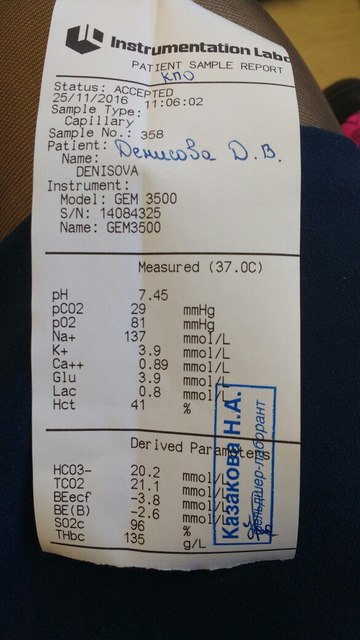 Instrumentation Labo
PATIENT SAMPLE REPORT
КПО
Status: ACCEPTED
25/11/2016 11:06:02
Sample Type:
Capillary
Sample No.: 358
Patient:
Name: Денисова Д.В.
DENISOVA
Instrument:
Model: GEM 3500
S/N: 14084325
Name: GEM3500
Measured (37.0C)
pH 7.45
pCO2 29 mmHg
pO2 81 mmHg
Na+ 137 mmol/L
K+ 3.9 mmol/L
Ca++ 0.89 mmol/L
Glu 3.9 mmol/L
Lac 0.8 mmol/L
Hct 41 %
Derived Parameters
HCO3- 20.2 mmol/L
TCO2 21.1 mmol/L
BEecf -3.8 mmol/L
BE(B) -2.6 mmol/L
SO2c 96 %
THbc 135 g/L
Казакова Н.А.
фельдшер-лаборант